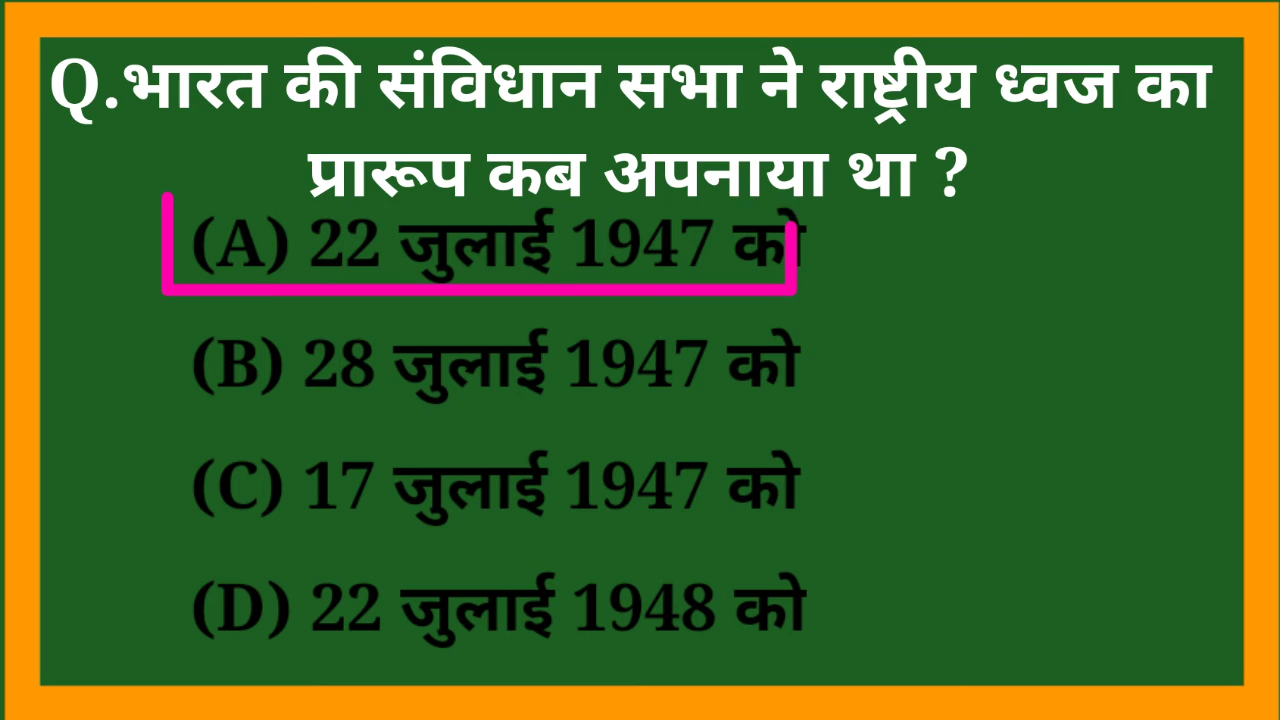 Q.भारत की संविधान सभा ने राष्ट्रीय ध्वज का
प्रारूप कब अपनाया था ?
(A) 22 जुलाई 1947 को
(B) 28 जुलाई 1947 को
(C) 17 जुलाई 1947 को
(D) 22 जुलाई 1948 को